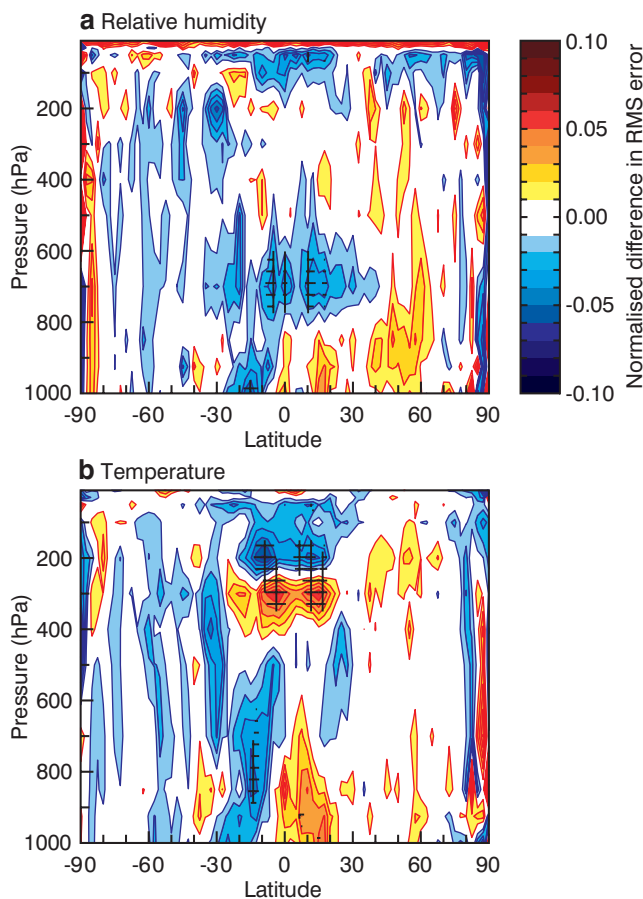 a Relative humidity
200
400
600
800
1000
Pressure (hPa)
-90 -60 -30 0 30 60 90
Latitude
0.10
0.05
0.00
-0.05
-0.10
Normalised difference in RMS error
b Temperature
200
400
600
800
1000
Pressure (hPa)
-90 -60 -30 0 30 60 90
Latitude